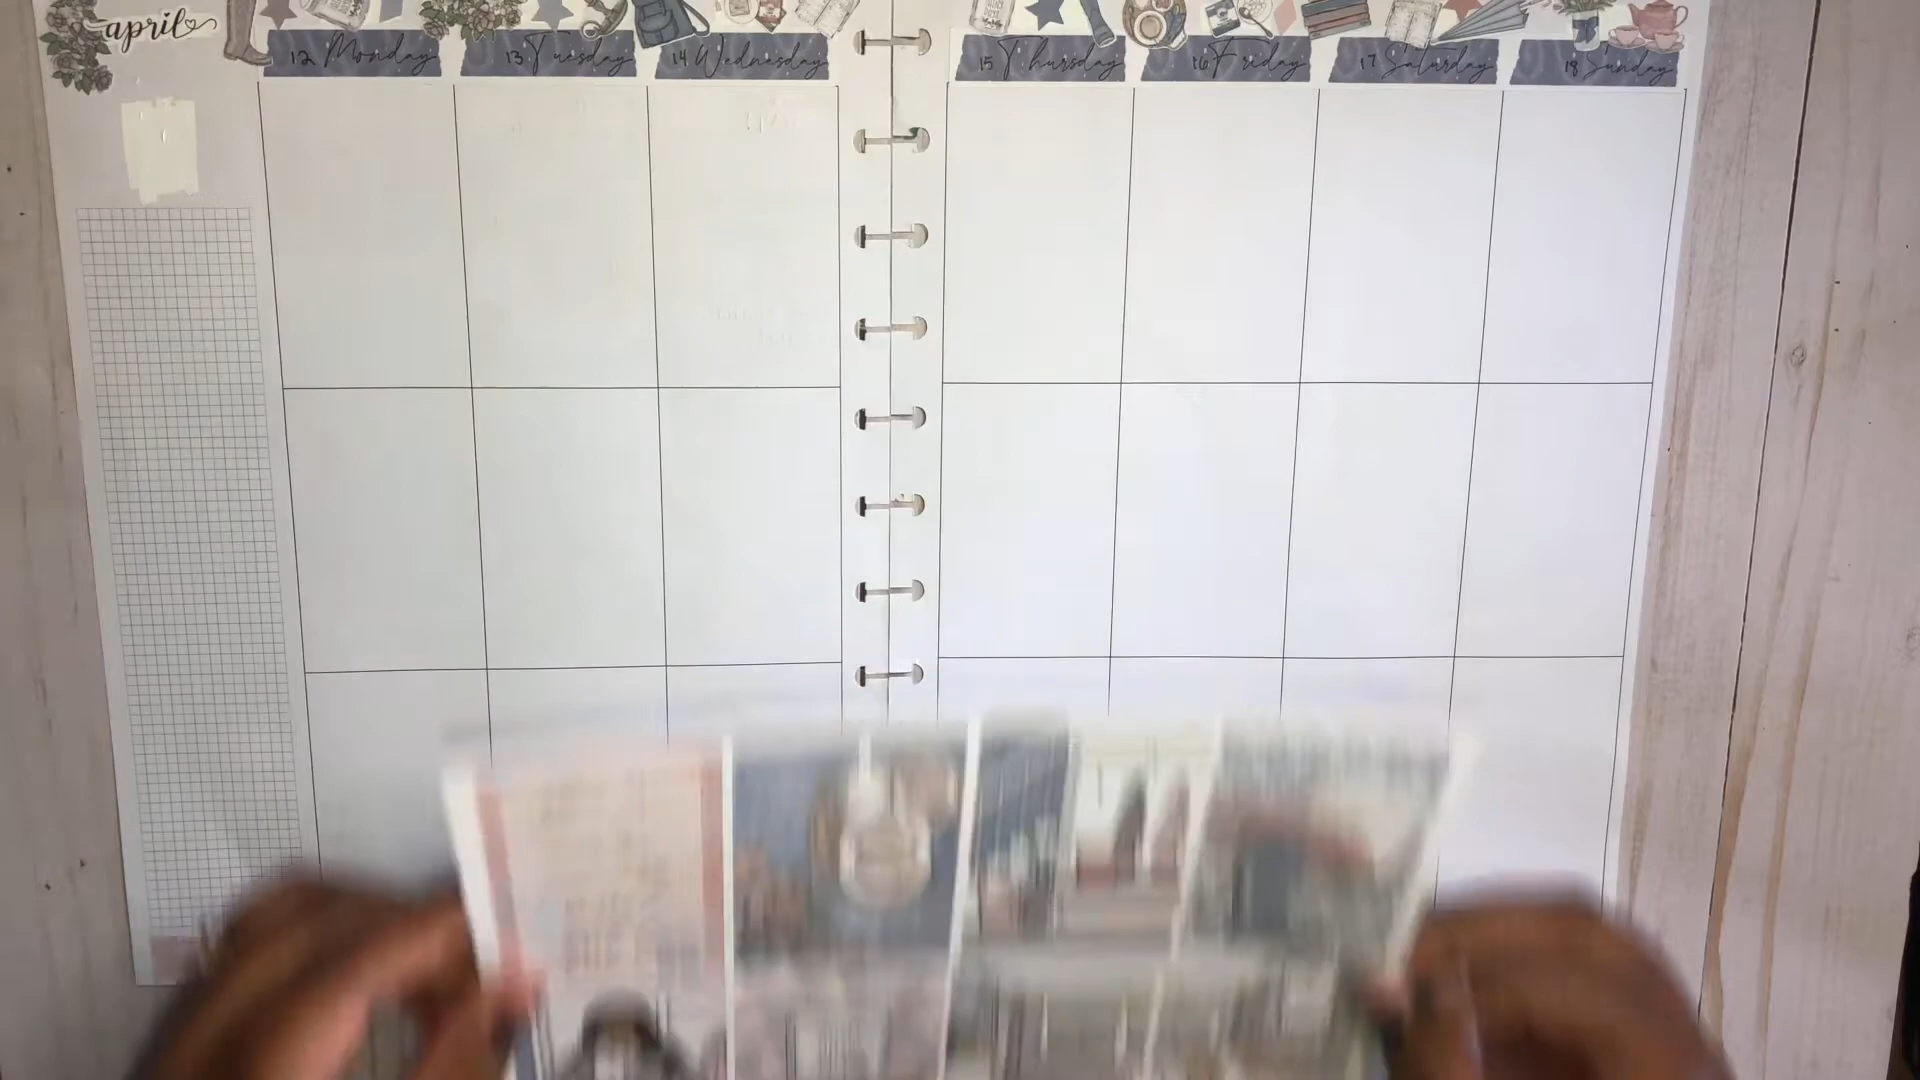 april
12 Monday
13 Tuesday
14 Wednesday
15 Thursday
16 Friday
17 Saturday
18 Sunday